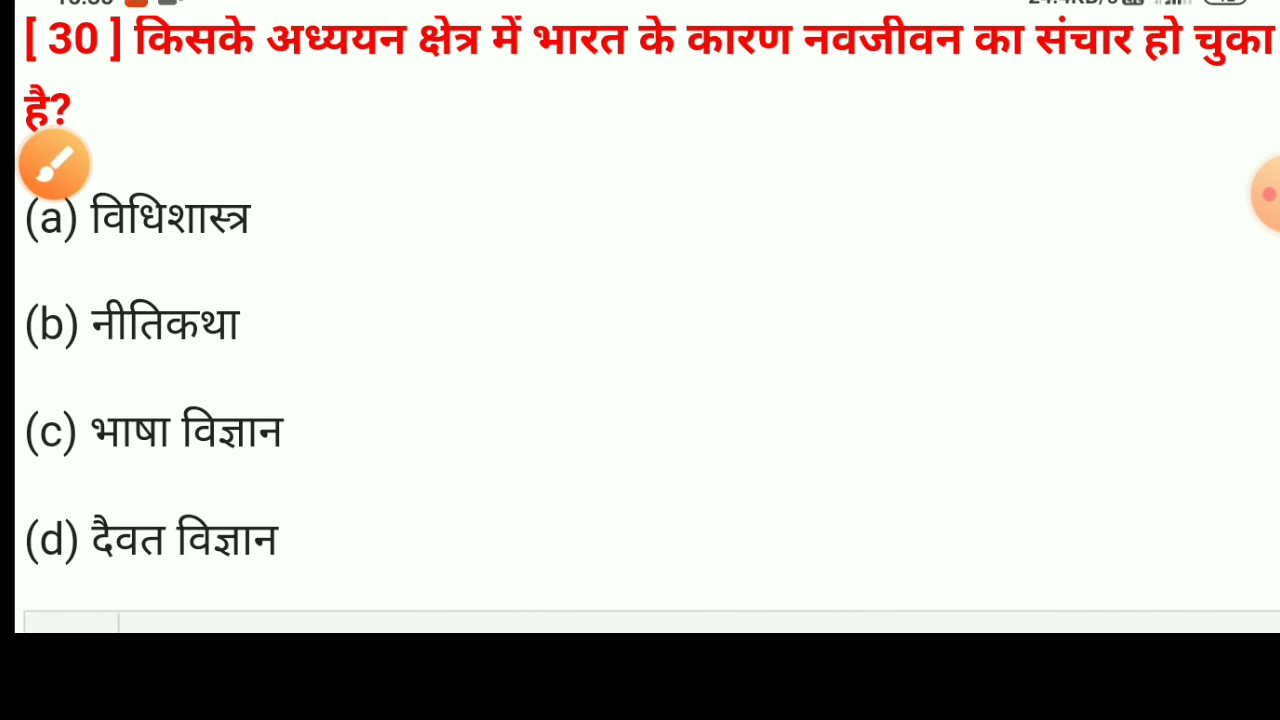 [ 30 ] किसके अध्ययन क्षेत्र में भारत के कारण नवजीवन का संचार हो चुका
है?
(a) विधिशास्त्र
(b) नीतिकथा
(c) भाषा विज्ञान
(d) दैवत विज्ञान